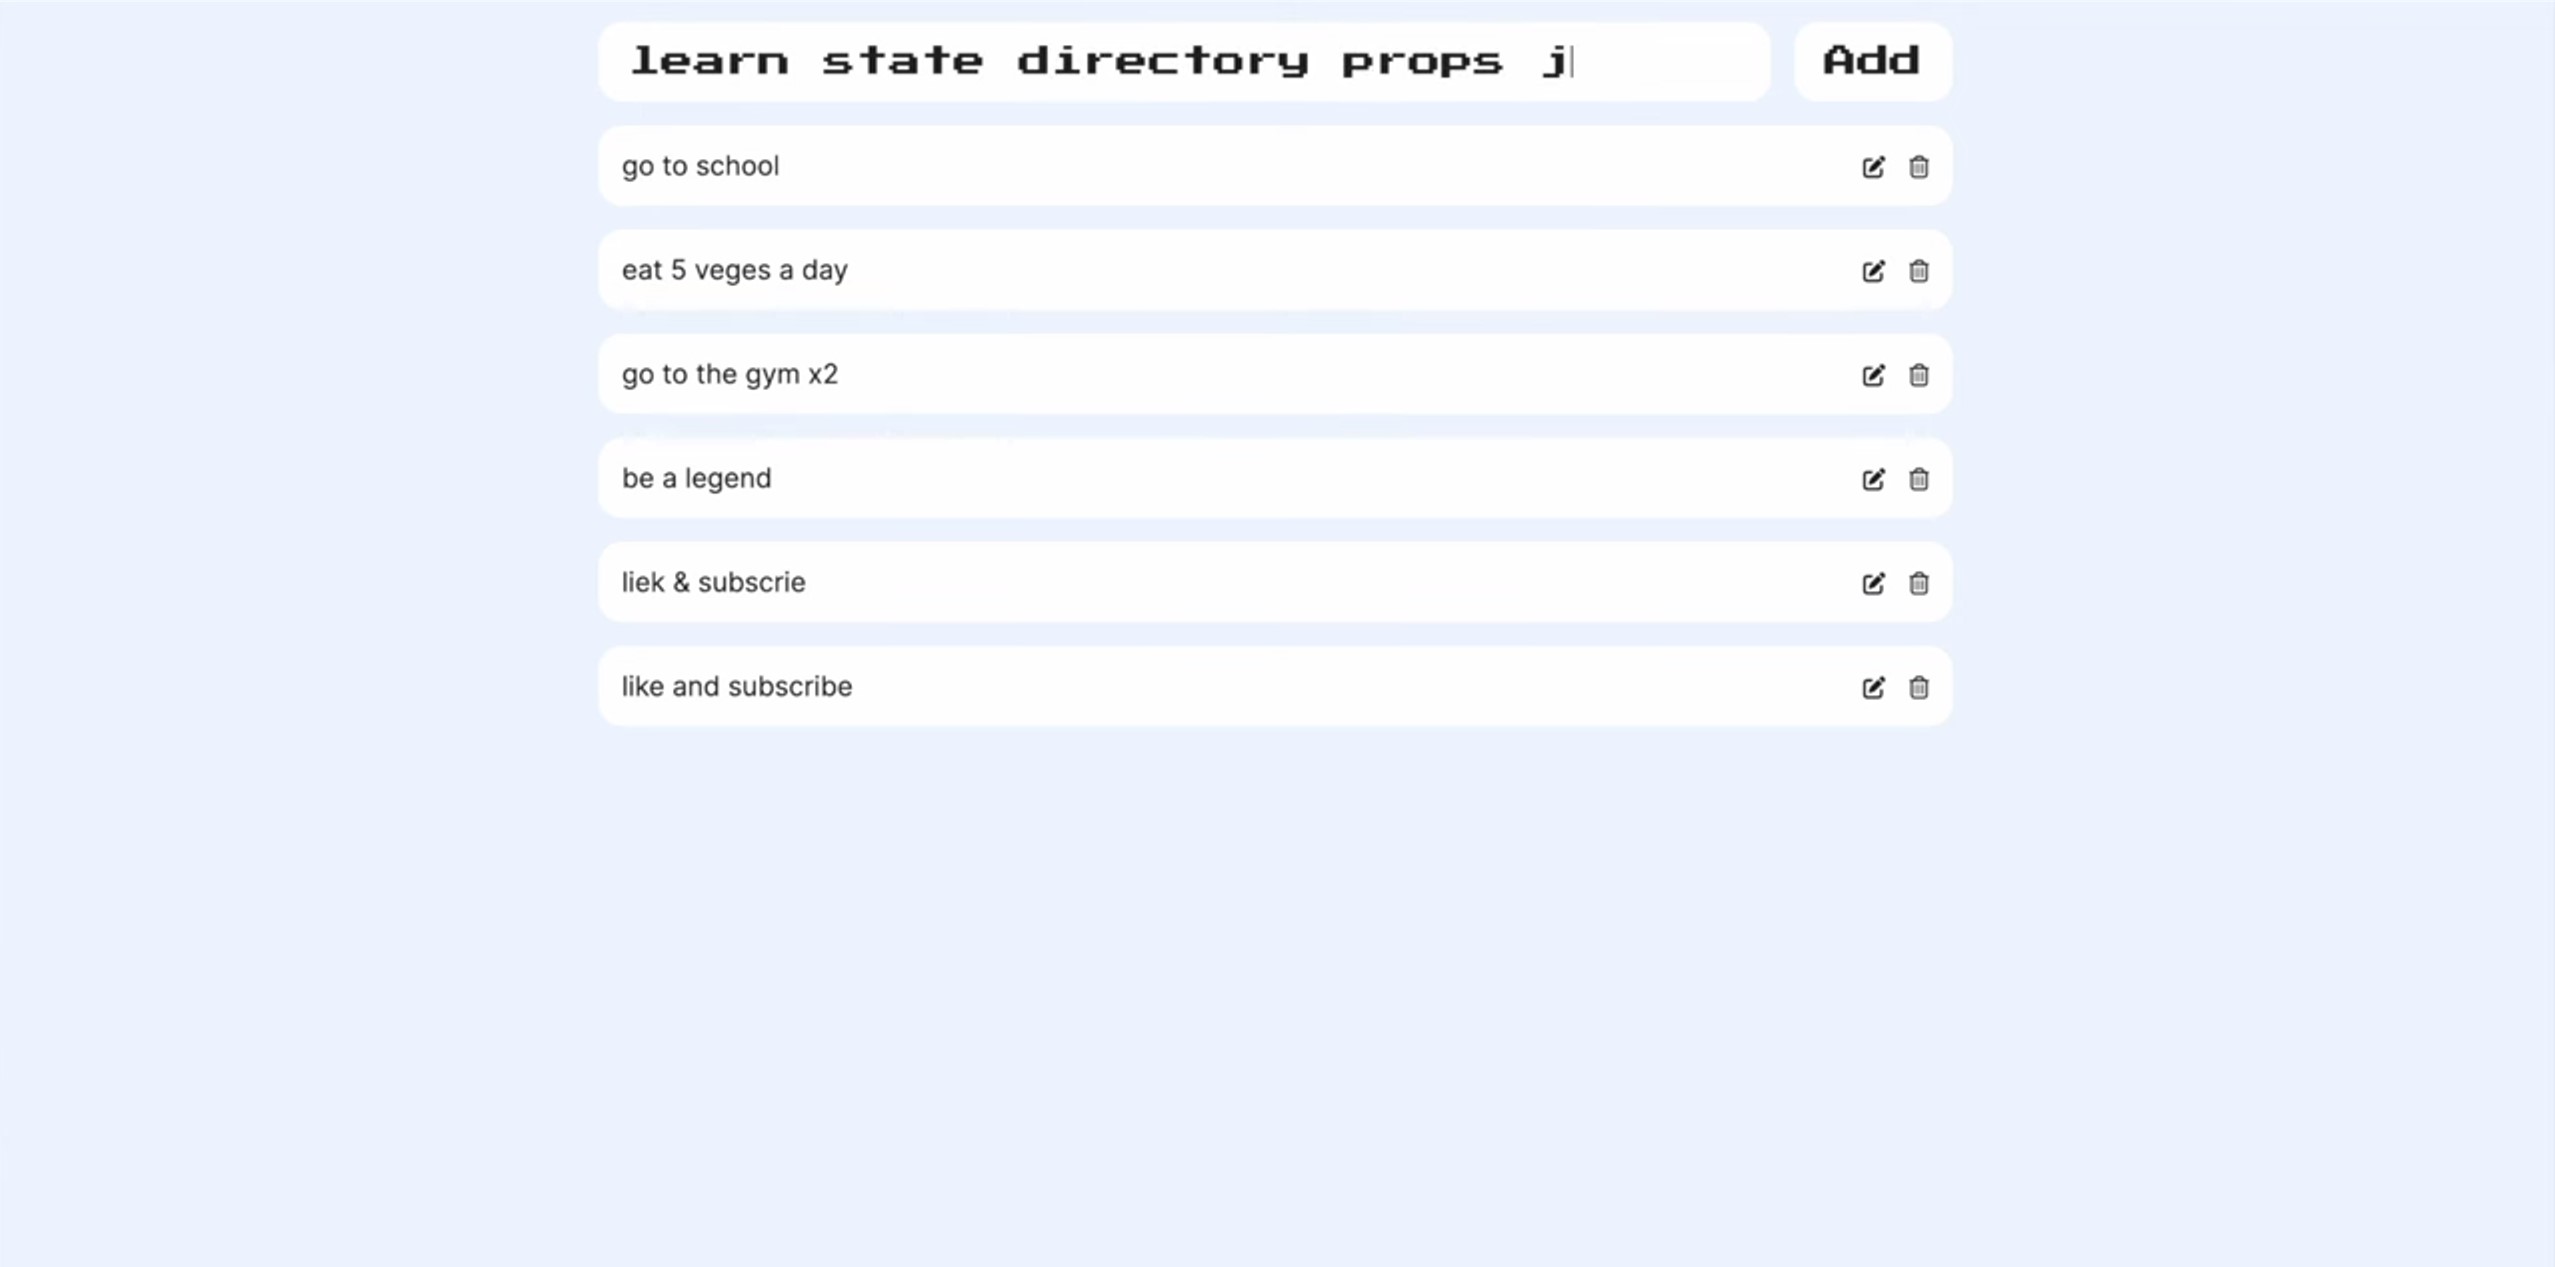 learn state directory props j
Add
go to school
eat 5 veges a day
go to the gym x2
be a legend
liek & subscrie
like and subscribe